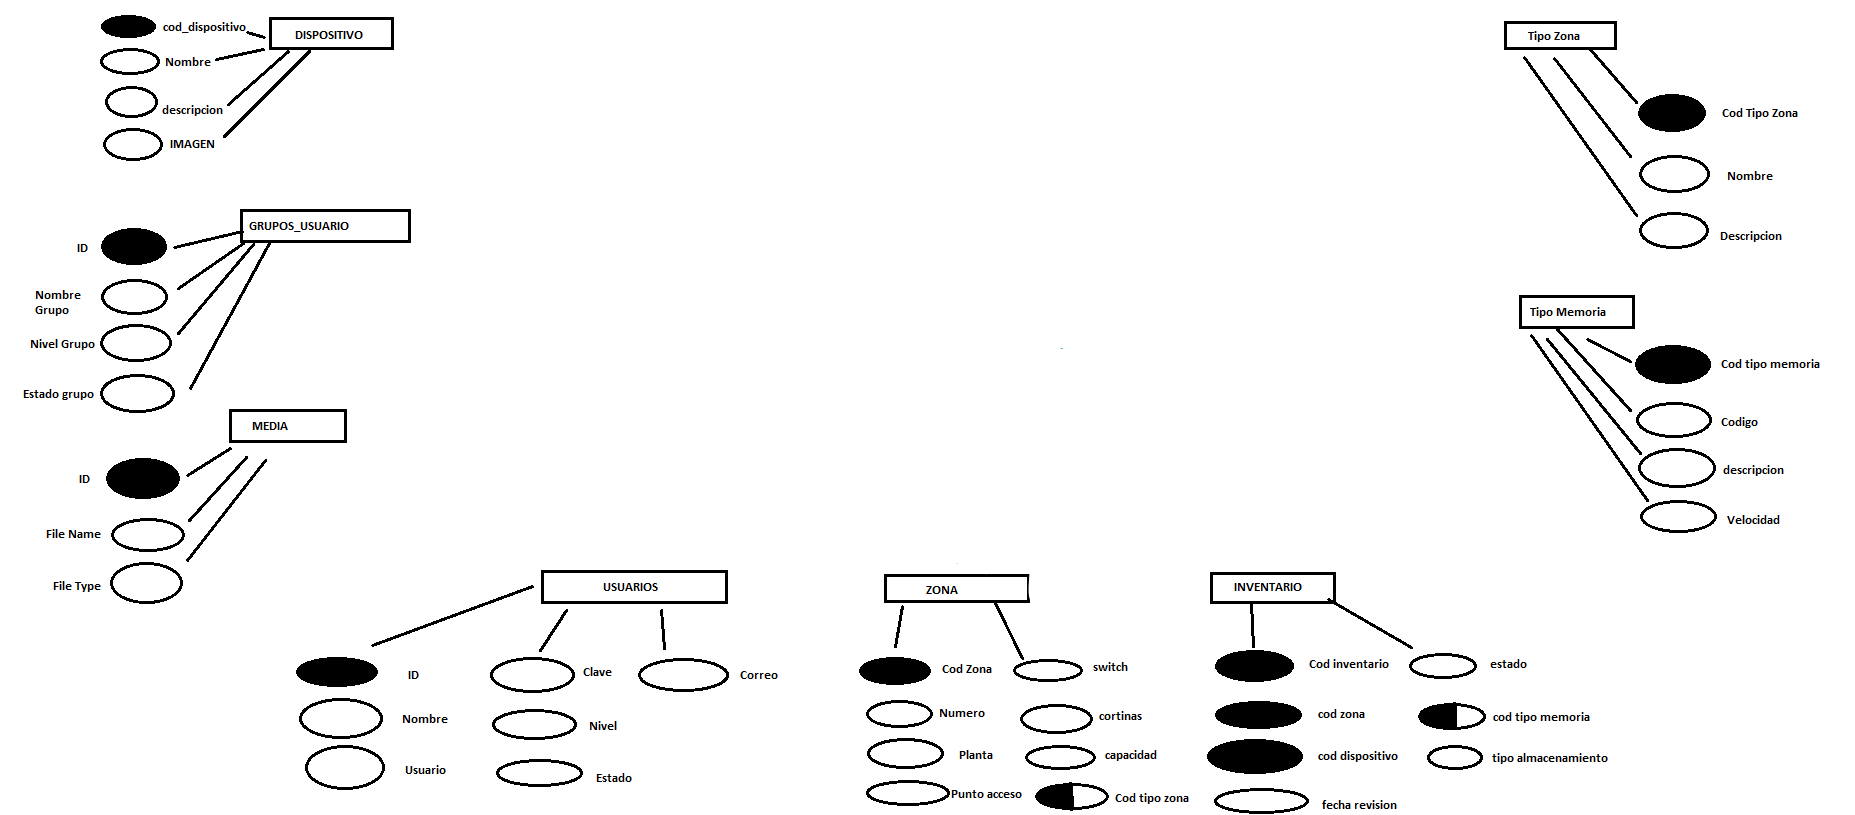 DISPOSITIVO
cod_dispositivo
Nombre
descripcion
IMAGEN
GRUPOS_USUARIO
ID
Nombre
Grupo
Nivel Grupo
Estado grupo
MEDIA
ID
File Name
File Type
USUARIOS
ID
Nombre
Usuario
Clave
Nivel
Estado
Correo
ZONA
Cod Zona
Numero
Planta
Punto acceso
switch
cortinas
capacidad
Cod tipo zona
INVENTARIO
Cod inventario
cod zona
cod dispositivo
fecha revision
estado
cod tipo memoria
tipo almacenamiento
Tipo Zona
Cod Tipo Zona
Nombre
Descripcion
Tipo Memoria
Cod tipo memoria
Codigo
descripcion
Velocidad